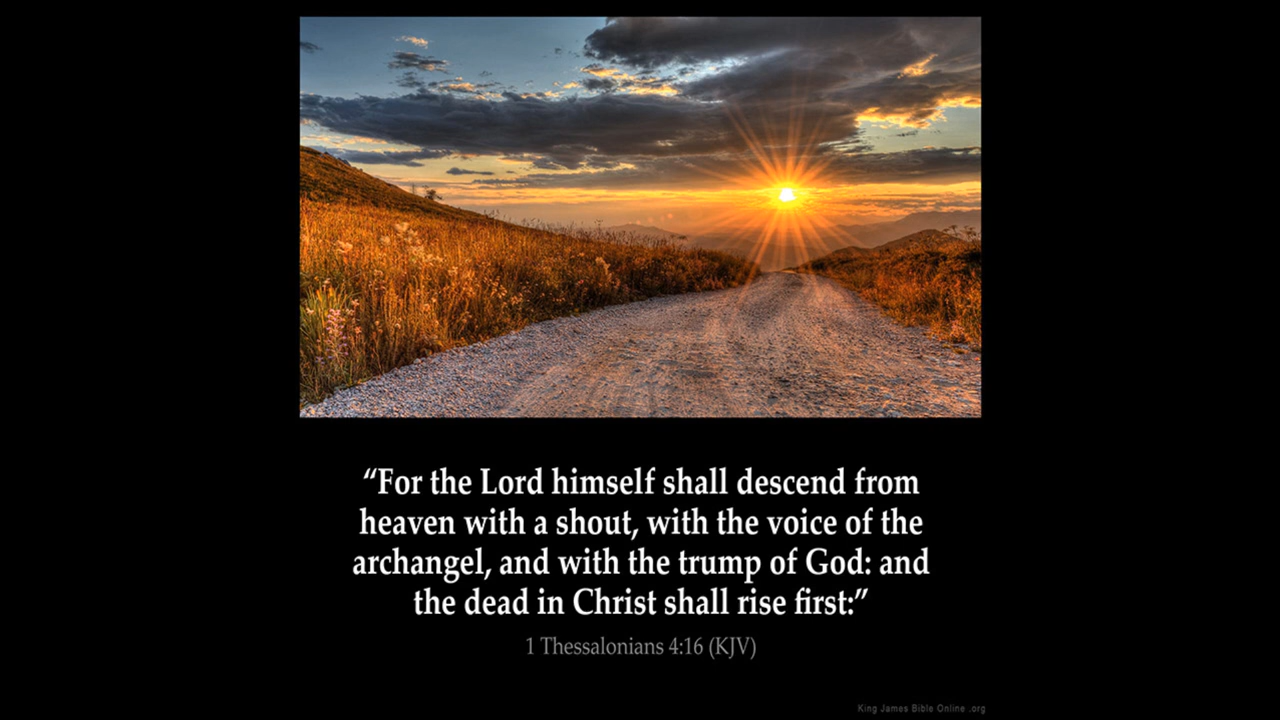 “For the Lord himself shall descend from
heaven with a shout, with the voice of the
archangel, and with the trump of God: and
the dead in Christ shall rise first:”
1 Thessalonians 4:16 (KJV)
King James Bible Online .org